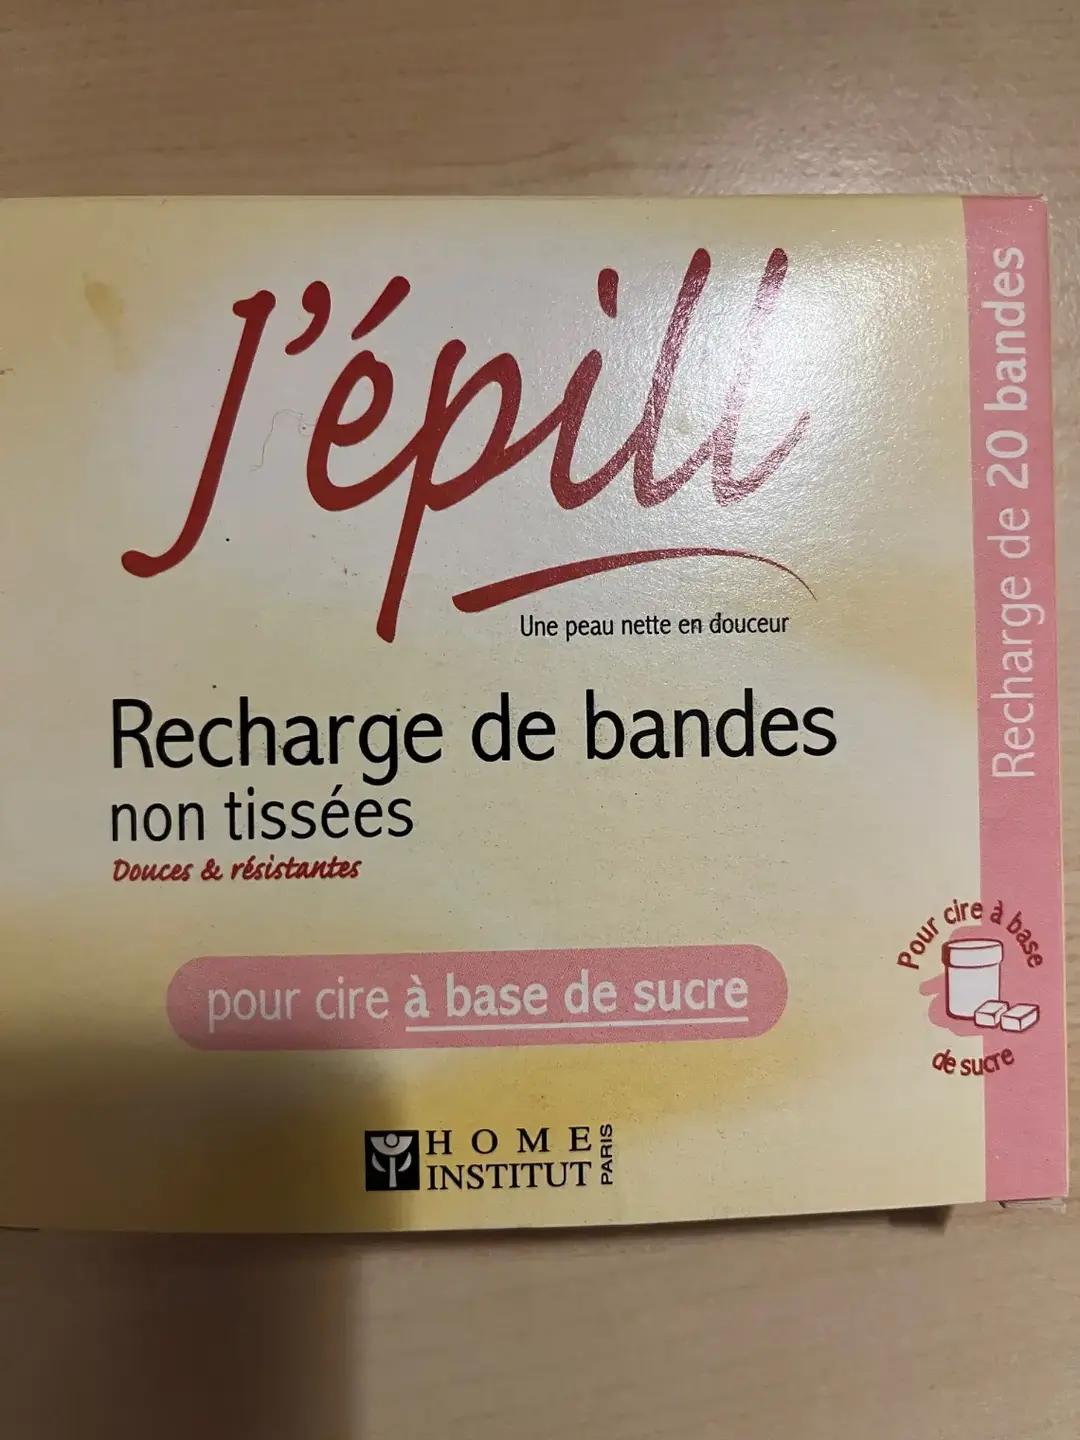 J'épill
Une peau nette en douceur
Recharge de bandes
non tissées
Douces & résistantes
pour cire à base de sucre
HOME
INSTITUT
PARIS
Recharge de 20 bandes
Pour cire à base
de sucre